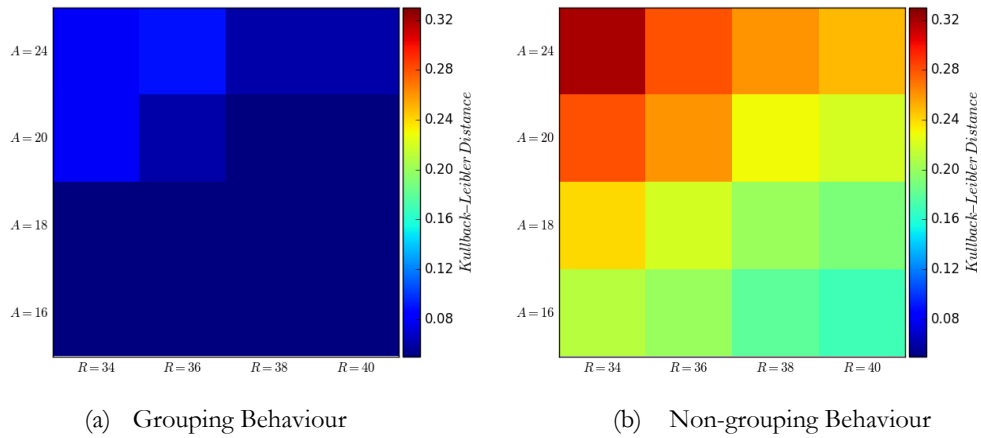 A = 24
A = 20
A = 18
A = 16
R = 34
R = 36
R = 38
R = 40
0.32
0.28
0.24
0.20
0.16
0.12
0.08
Kullback–Leibler Distance
(a) Grouping Behaviour
A = 24
A = 20
A = 18
A = 16
R = 34
R = 36
R = 38
R = 40
0.32
0.28
0.24
0.20
0.16
0.12
0.08
Kullback–Leibler Distance
(b) Non-grouping Behaviour